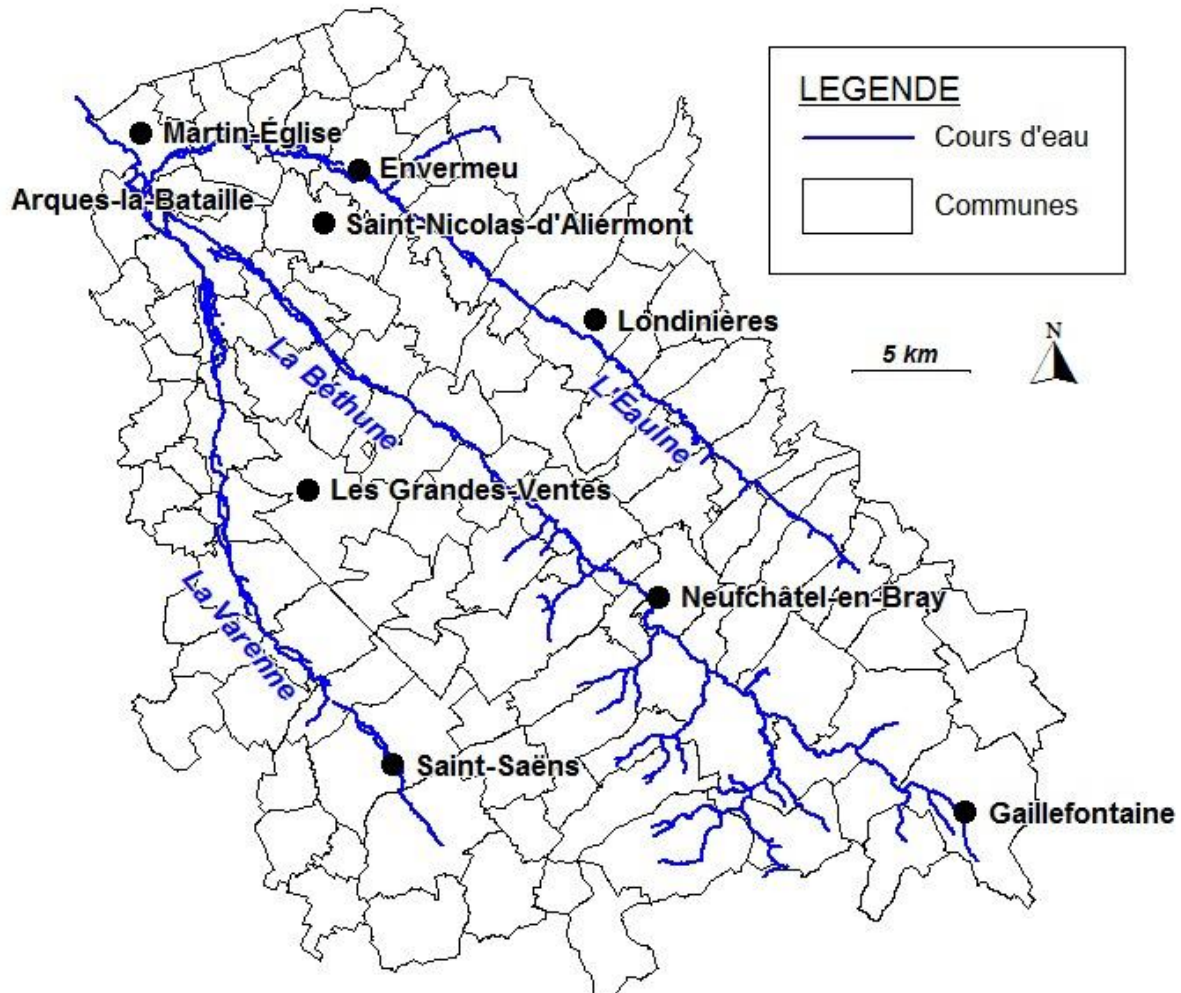 LEGENDE
Cours d'eau
Communes
Martin-Église
Envermeu
Arques-la-Bataille
Saint-Nicolas-d'Aliermont
Londinières
5 km
N
La Béthune
L'Eaulne
Les Grandes-Ventes
La Varenne
Neufchâtel-en-Bray
Saint-Saëns
Gaillefontaine